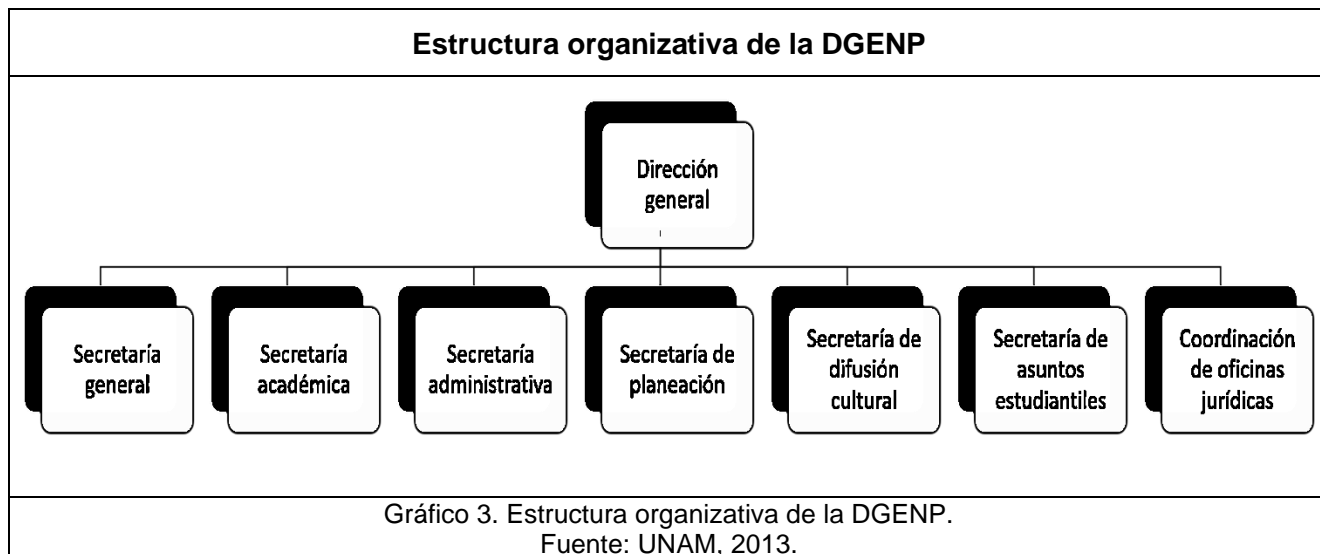 Estructura organizativa de la DGENP
Dirección
general
Secretaría
general
Secretaría
académica
Secretaría
administrativa
Secretaría de
planeación
Secretaría de
difusión
cultural
Secretaría de
asuntos
estudiantiles
Coordinación
de oficinas
jurídicas
Gráfico 3. Estructura organizativa de la DGENP.
Fuente: UNAM, 2013.